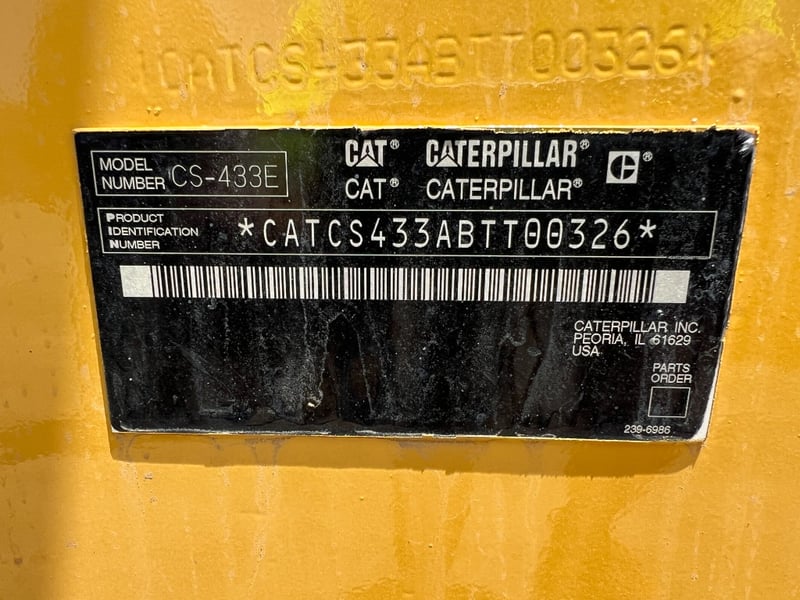 *CATCS433ABTT00326*
MODEL NUMBER CS-433E
CAT® CATERPILLAR® C®
CAT® CATERPILLAR®
PRODUCT
IDENTIFICATION
NUMBER
*CATCS433ABTT00326*
CATERPILLAR INC.
PEORIA, IL 61629
USA
PARTS
ORDER
239-6986